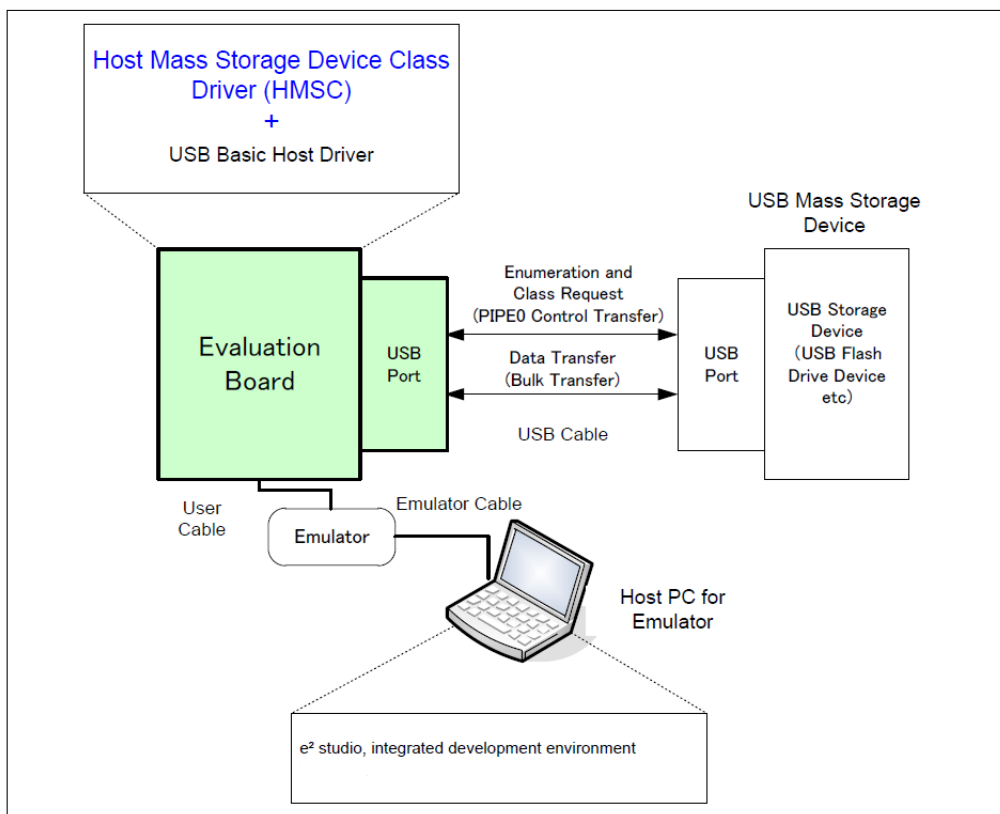 Host Mass Storage Device Class
Driver (HMSC)
+
USB Basic Host Driver
USB Mass Storage
Device
Evaluation
Board
USB
Port
Enumeration and
Class Request
(PIPE0 Control Transfer)
Data Transfer
(Bulk Transfer)
USB Cable
USB
Port
USB Storage
Device
(USB Flash
Drive Device
etc)
User
Cable
Emulator Cable
Emulator
Host PC for
Emulator
e² studio, integrated development environment